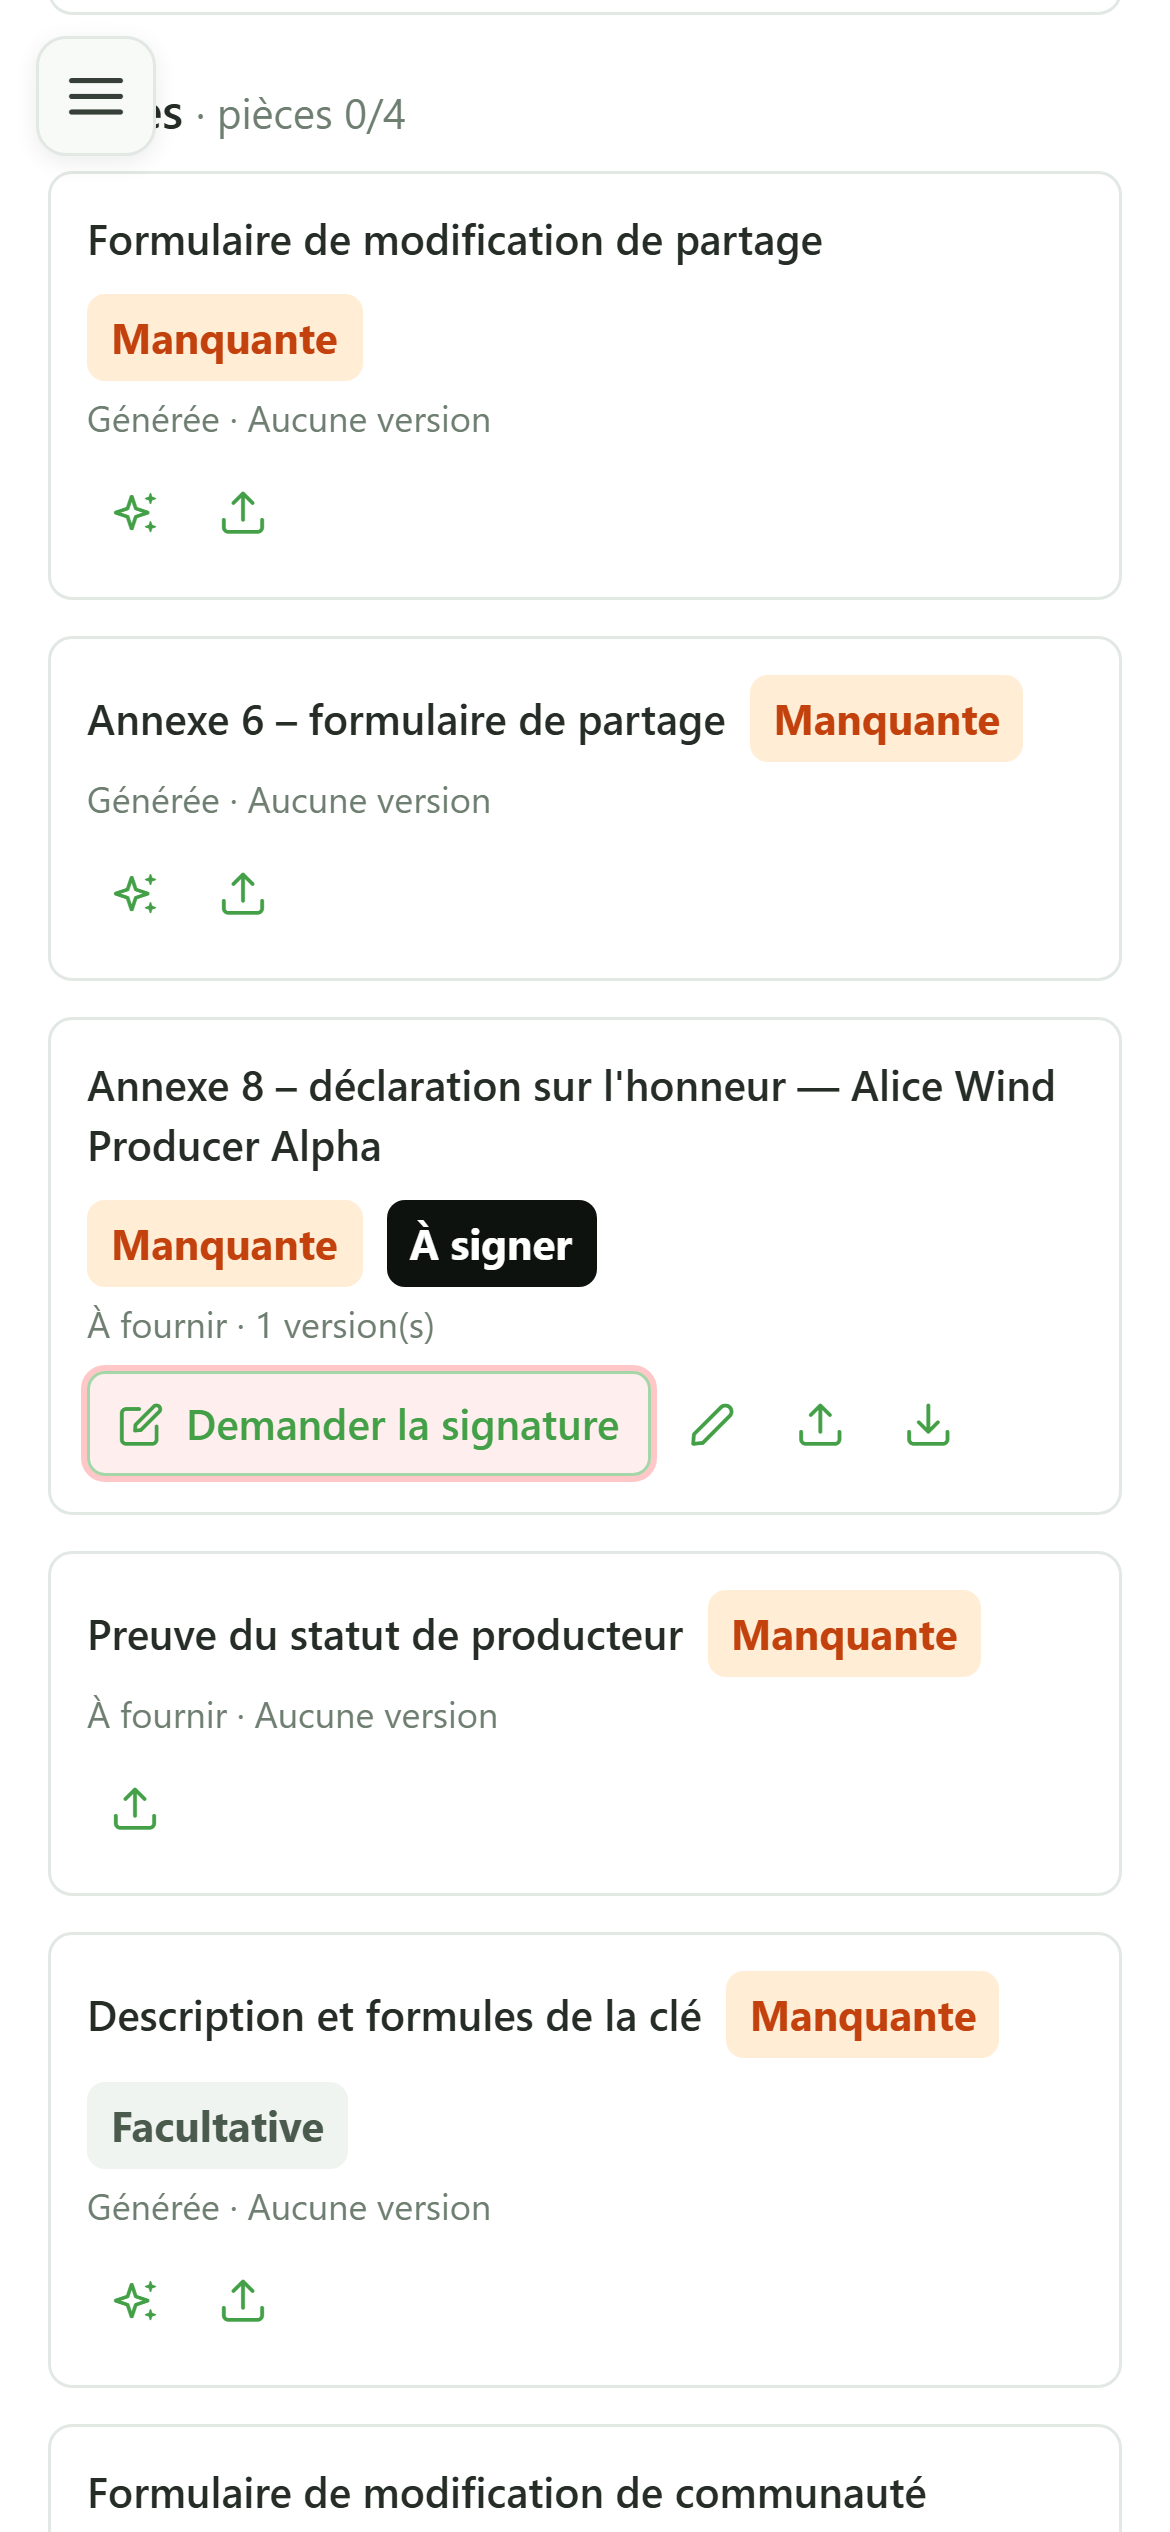 · pièces 0/4
Formulaire de modification de partage
Manquante
Générée · Aucune version
Annexe 6 – formulaire de partage Manquante
Générée · Aucune version
Annexe 8 – déclaration sur l'honneur — Alice Wind
Producer Alpha
Manquante À signer
À fournir · 1 version(s)
Demander la signature
Preuve du statut de producteur Manquante
À fournir · Aucune version
Description et formules de la clé Manquante
Facultative
Générée · Aucune version
Formulaire de modification de communauté